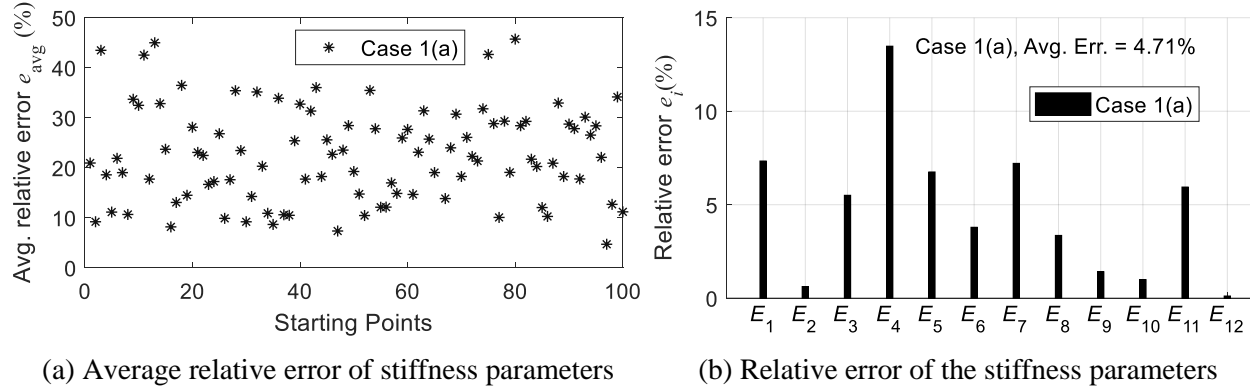 50
40
30
20
10
0
Avg. relative error e_avg (%)
Case 1(a)
0 20 40 60 80 100
Starting Points
(a) Average relative error of stiffness parameters
15
10
5
0
Relative error e_i(%)
Case 1(a), Avg. Err. = 4.71%
Case 1(a)
E_1 E_2 E_3 E_4 E_5 E_6 E_7 E_8 E_9 E_10 E_11 E_12
(b) Relative error of the stiffness parameters